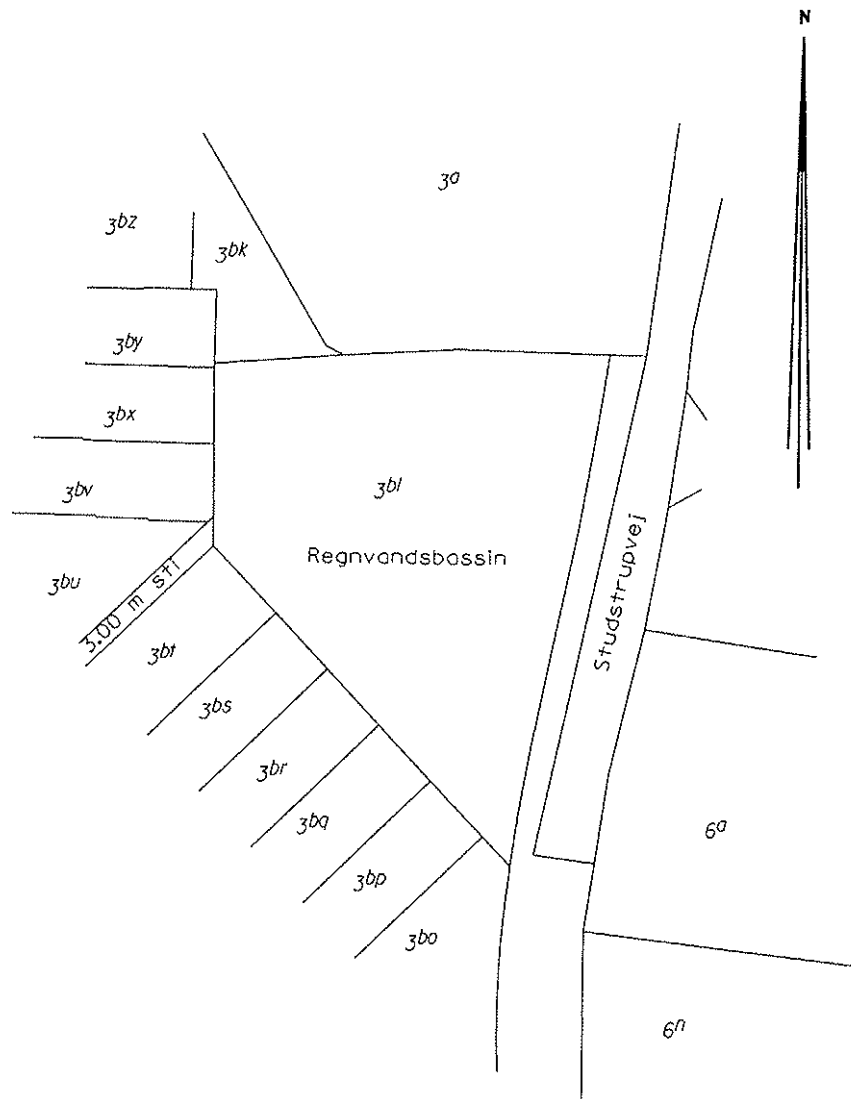 N
3a
3bz
3bk
3by
3bx
3bl
3bv
Regnvandsbassin
Studstrupvej
3bu
3.00 m sti
3bt
3bs
3br
3bq
6a
3bp
3bo
6n